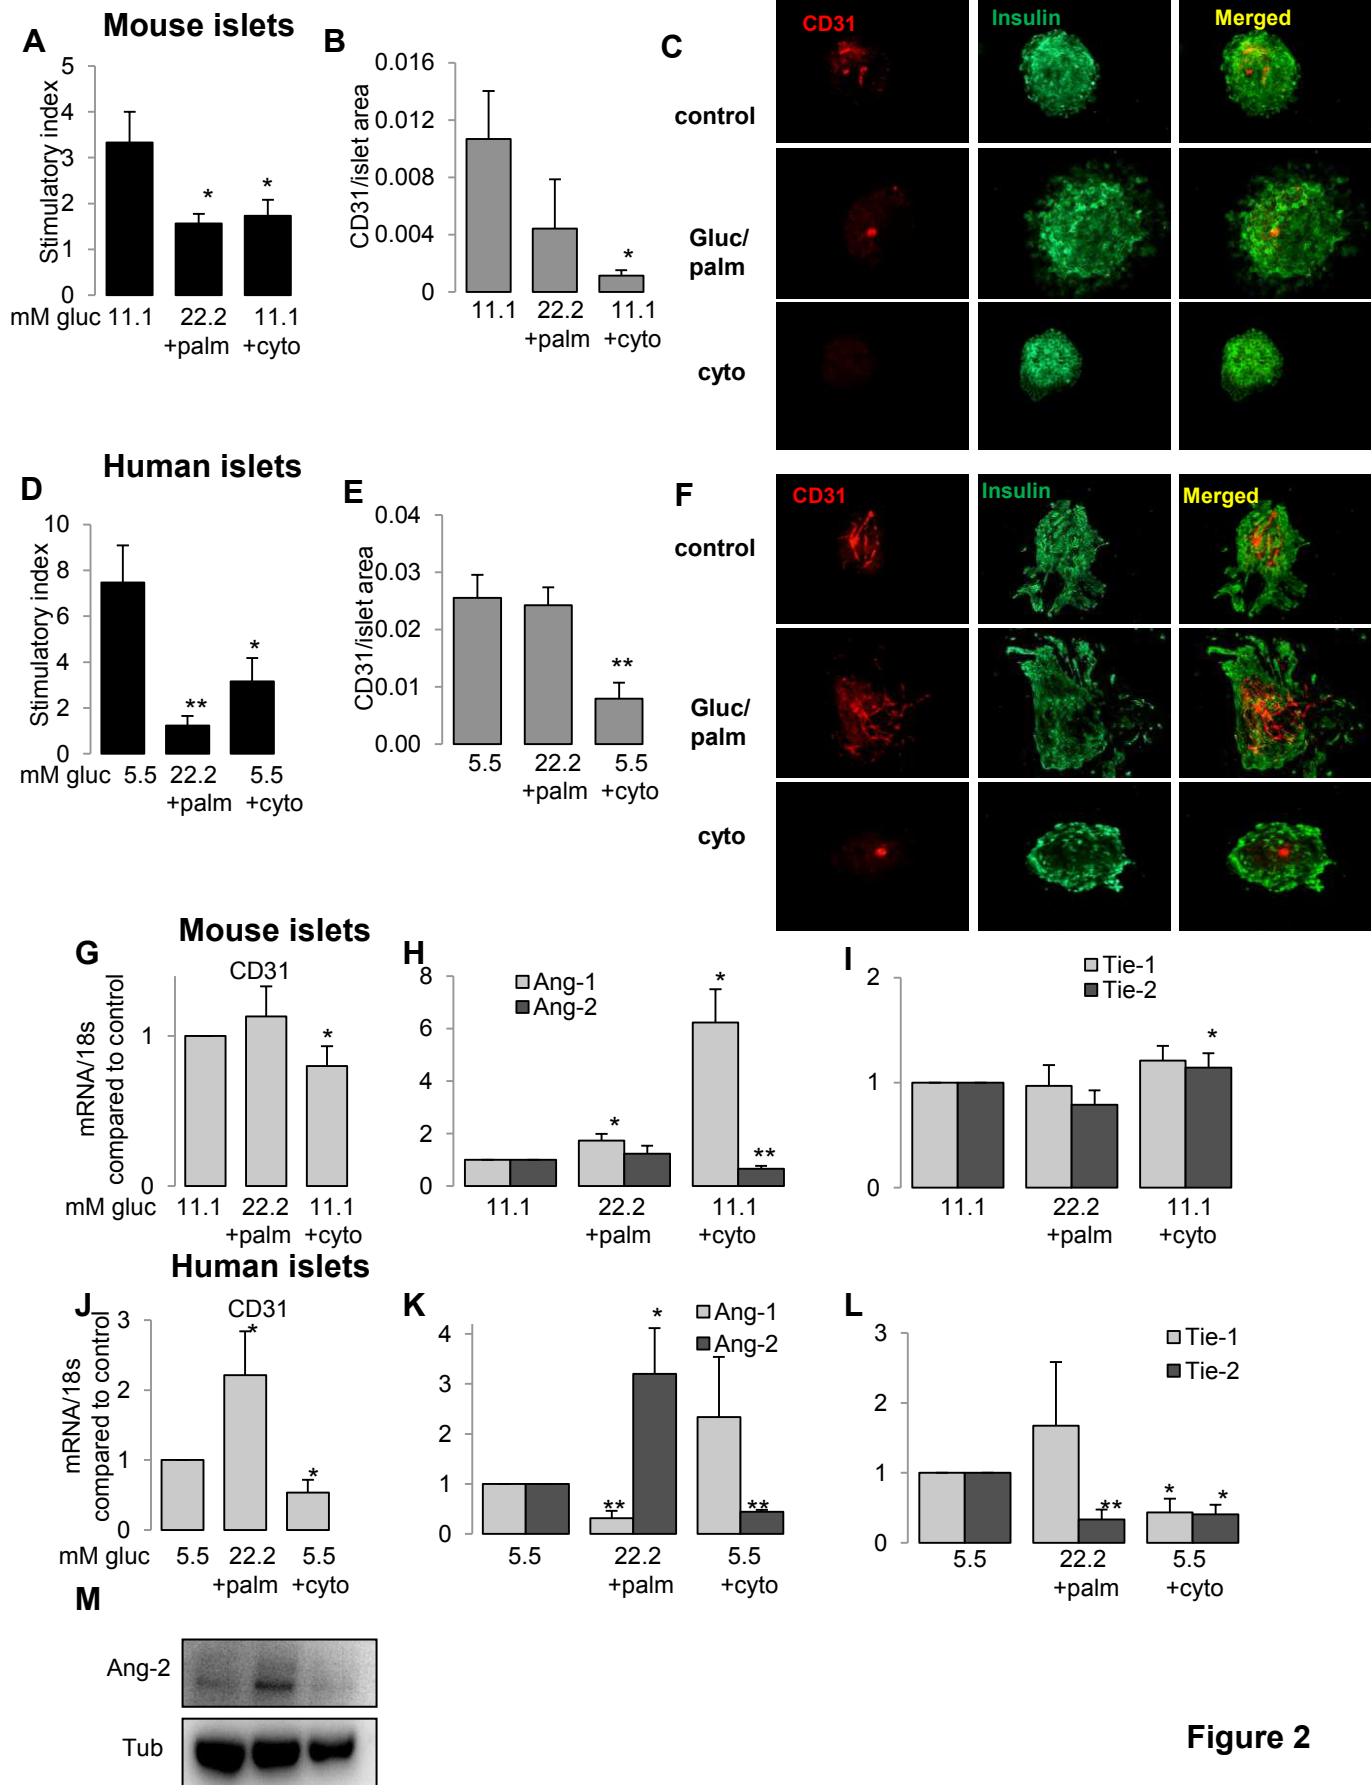 Mouse islets
A
Stimulatory index
5
4
3
2
1
0
*
*
mM gluc 11.1 22.2 11.1
+palm +cyto
B
CD31/islet area
0.016
0.012
0.008
0.004
0
*
11.1 22.2 11.1
+palm +cyto
C
CD31 Insulin Merged
control
Gluc/
palm
cyto
Human islets
D
Stimulatory index
10
8
6
4
2
0
**
*
mM gluc 5.5 22.2 5.5
+palm +cyto
E
CD31/islet area
0.04
0.03
0.02
0.01
0.00
**
5.5 22.2 5.5
+palm +cyto
F
CD31 Insulin Merged
control
Gluc/
palm
cyto
Mouse islets
G
CD31
mRNA/18s
compared to control
1
0
*
mM gluc 11.1 22.2 11.1
+palm +cyto
H
Ang-1
Ang-2
8
6
4
2
0
*
*
**
11.1 22.2 11.1
+palm +cyto
I
Tie-1
Tie-2
2
1
0
*
11.1 22.2 11.1
+palm +cyto
Human islets
J
CD31
mRNA/18s
compared to control
3
2
1
0
*
*
mM gluc 5.5 22.2 5.5
+palm +cyto
K
Ang-1
Ang-2
4
3
2
1
0
**
*
**
5.5 22.2 5.5
+palm +cyto
L
Tie-1
Tie-2
3
2
1
0
**
*
*
5.5 22.2 5.5
+palm +cyto
M
Ang-2
Tub
Figure 2